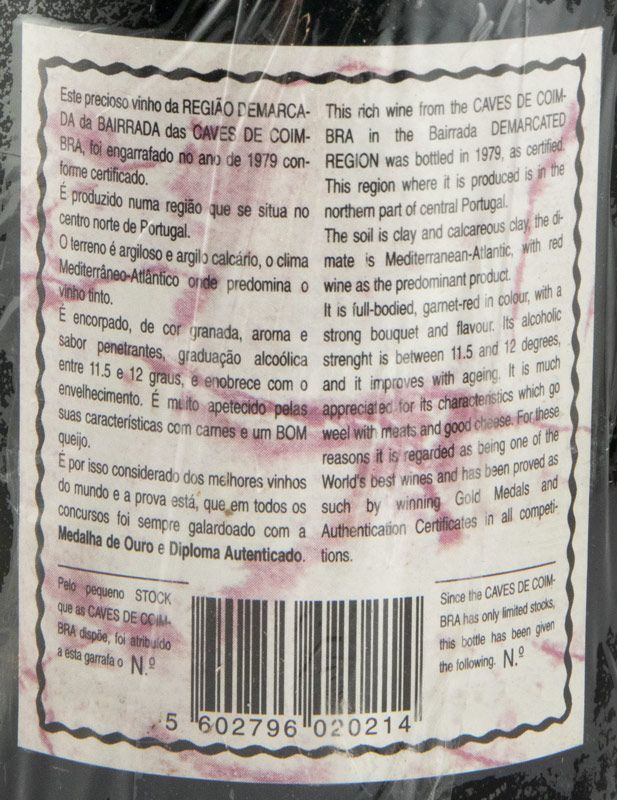 Este precioso vinho da REGIÃO DEMARCA-
DA da BAIRRADA das CAVES DE COIM-
BRA, foi engarrafado no ano de 1979 con-
forme certificado.
É produzido numa região que se situa no
centro norte de Portugal.
O terreno é argiloso e argilo calcário, o clima
Mediterrâneo-Atlântico onde predomina o
vinho tinto.
É encorpado, de cor granada, aroma e
sabor penetrantes, graduação alcoólica
entre 11.5 e 12 graus, e enobrece com o
envelhecimento. É muito apetecido pelas
suas características com carnes e um BOM
queijo.
É por isso considerado dos melhores vinhos
do mundo e a prova está, que em todos os
concursos foi sempre galardoado com a
Medalha de Ouro e Diploma Autenticado.
This rich wine from the CAVES DE COIM-
BRA in the Bairrada DEMARCATED
REGION was bottled in 1979, as certified.
This region where it is produced is in the
northern part of central Portugal.
The soil is clay and calcareous clay, the di-
mate is Mediterranean-Atlantic, with red
wine as the predominant product.
It is full-bodied, garnet-red in colour, with a
strong bouquet and flavour. Its alcoholic
strenght is between 11.5 and 12 degrees,
and it improves with ageing. It is much
appreciated for its characteristics which go
weel with meats and good cheese. For these
reasons it is regarded as being one of the
World's best wines and has been proved as
such by winning Gold Medals and
Authentication Certificates in all competi-
tions.
Pelo pequeno STOCK
que as CAVES DE COIM-
BRA dispõe, foi atribuído
a esta garrafa o N.º
Since the CAVES DE COIM-
BRA has only limited stocks,
this bottle has been given
the following. N.º
5 602796 020214